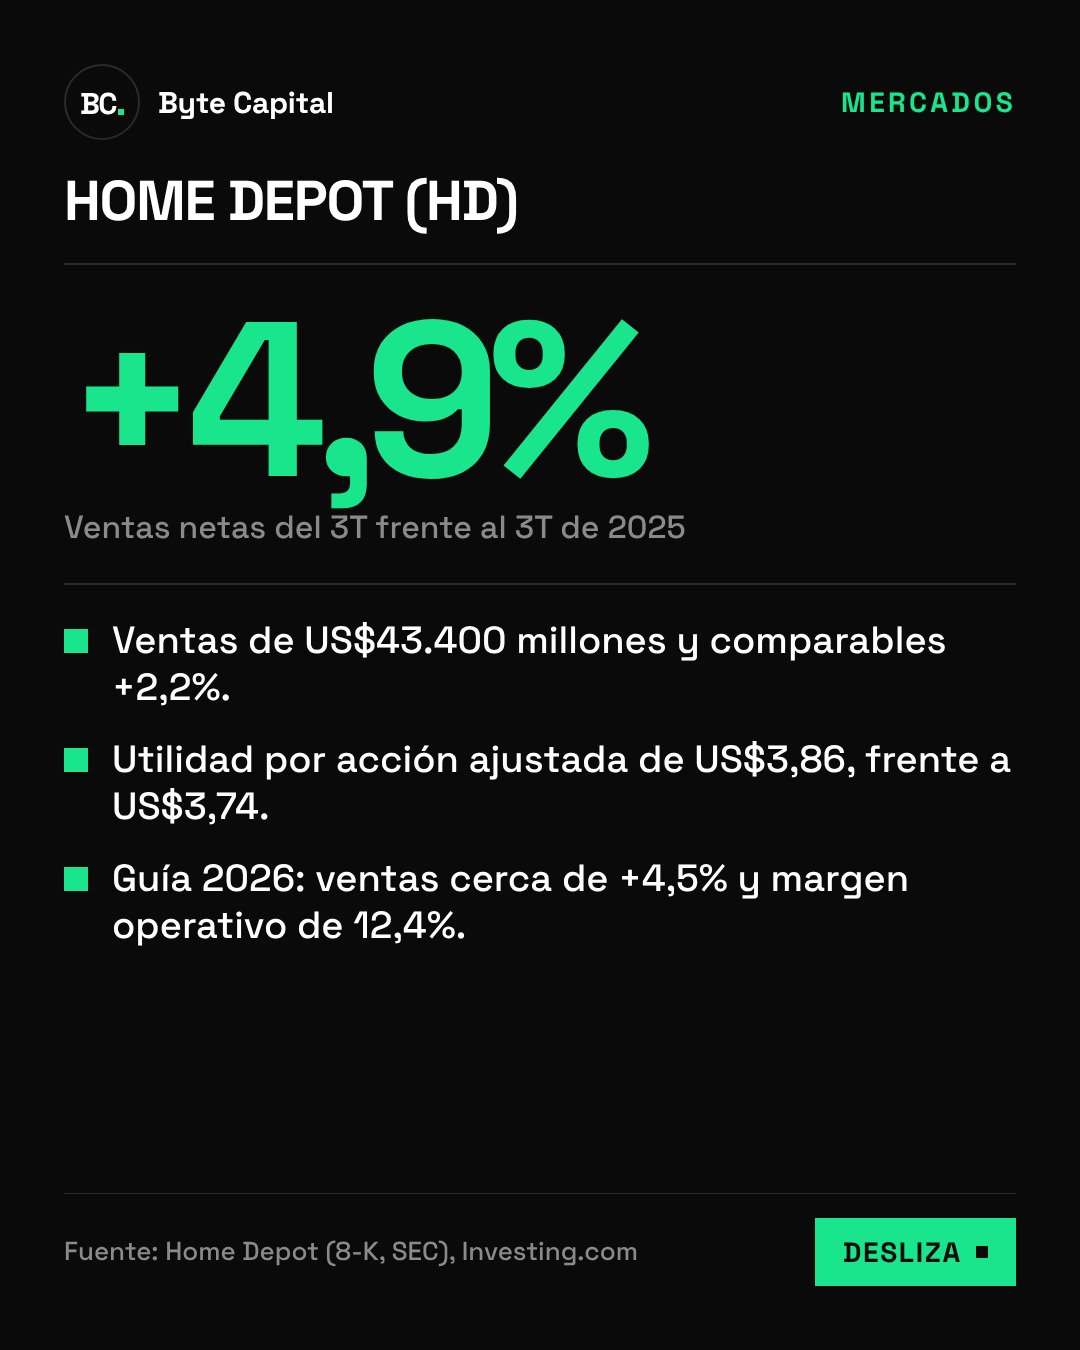 BC.
Byte Capital
MERCADOS
HOME DEPOT (HD)
+4,9%
Ventas netas del 3T frente al 3T de 2025
Ventas de US$43.400 millones y comparables
+2,2%.
Utilidad por acción ajustada de US$3,86, frente a
US$3,74.
Guía 2026: ventas cerca de +4,5% y margen
operativo de 12,4%.
Fuente: Home Depot (8-K, SEC), Investing.com
DESLIZA